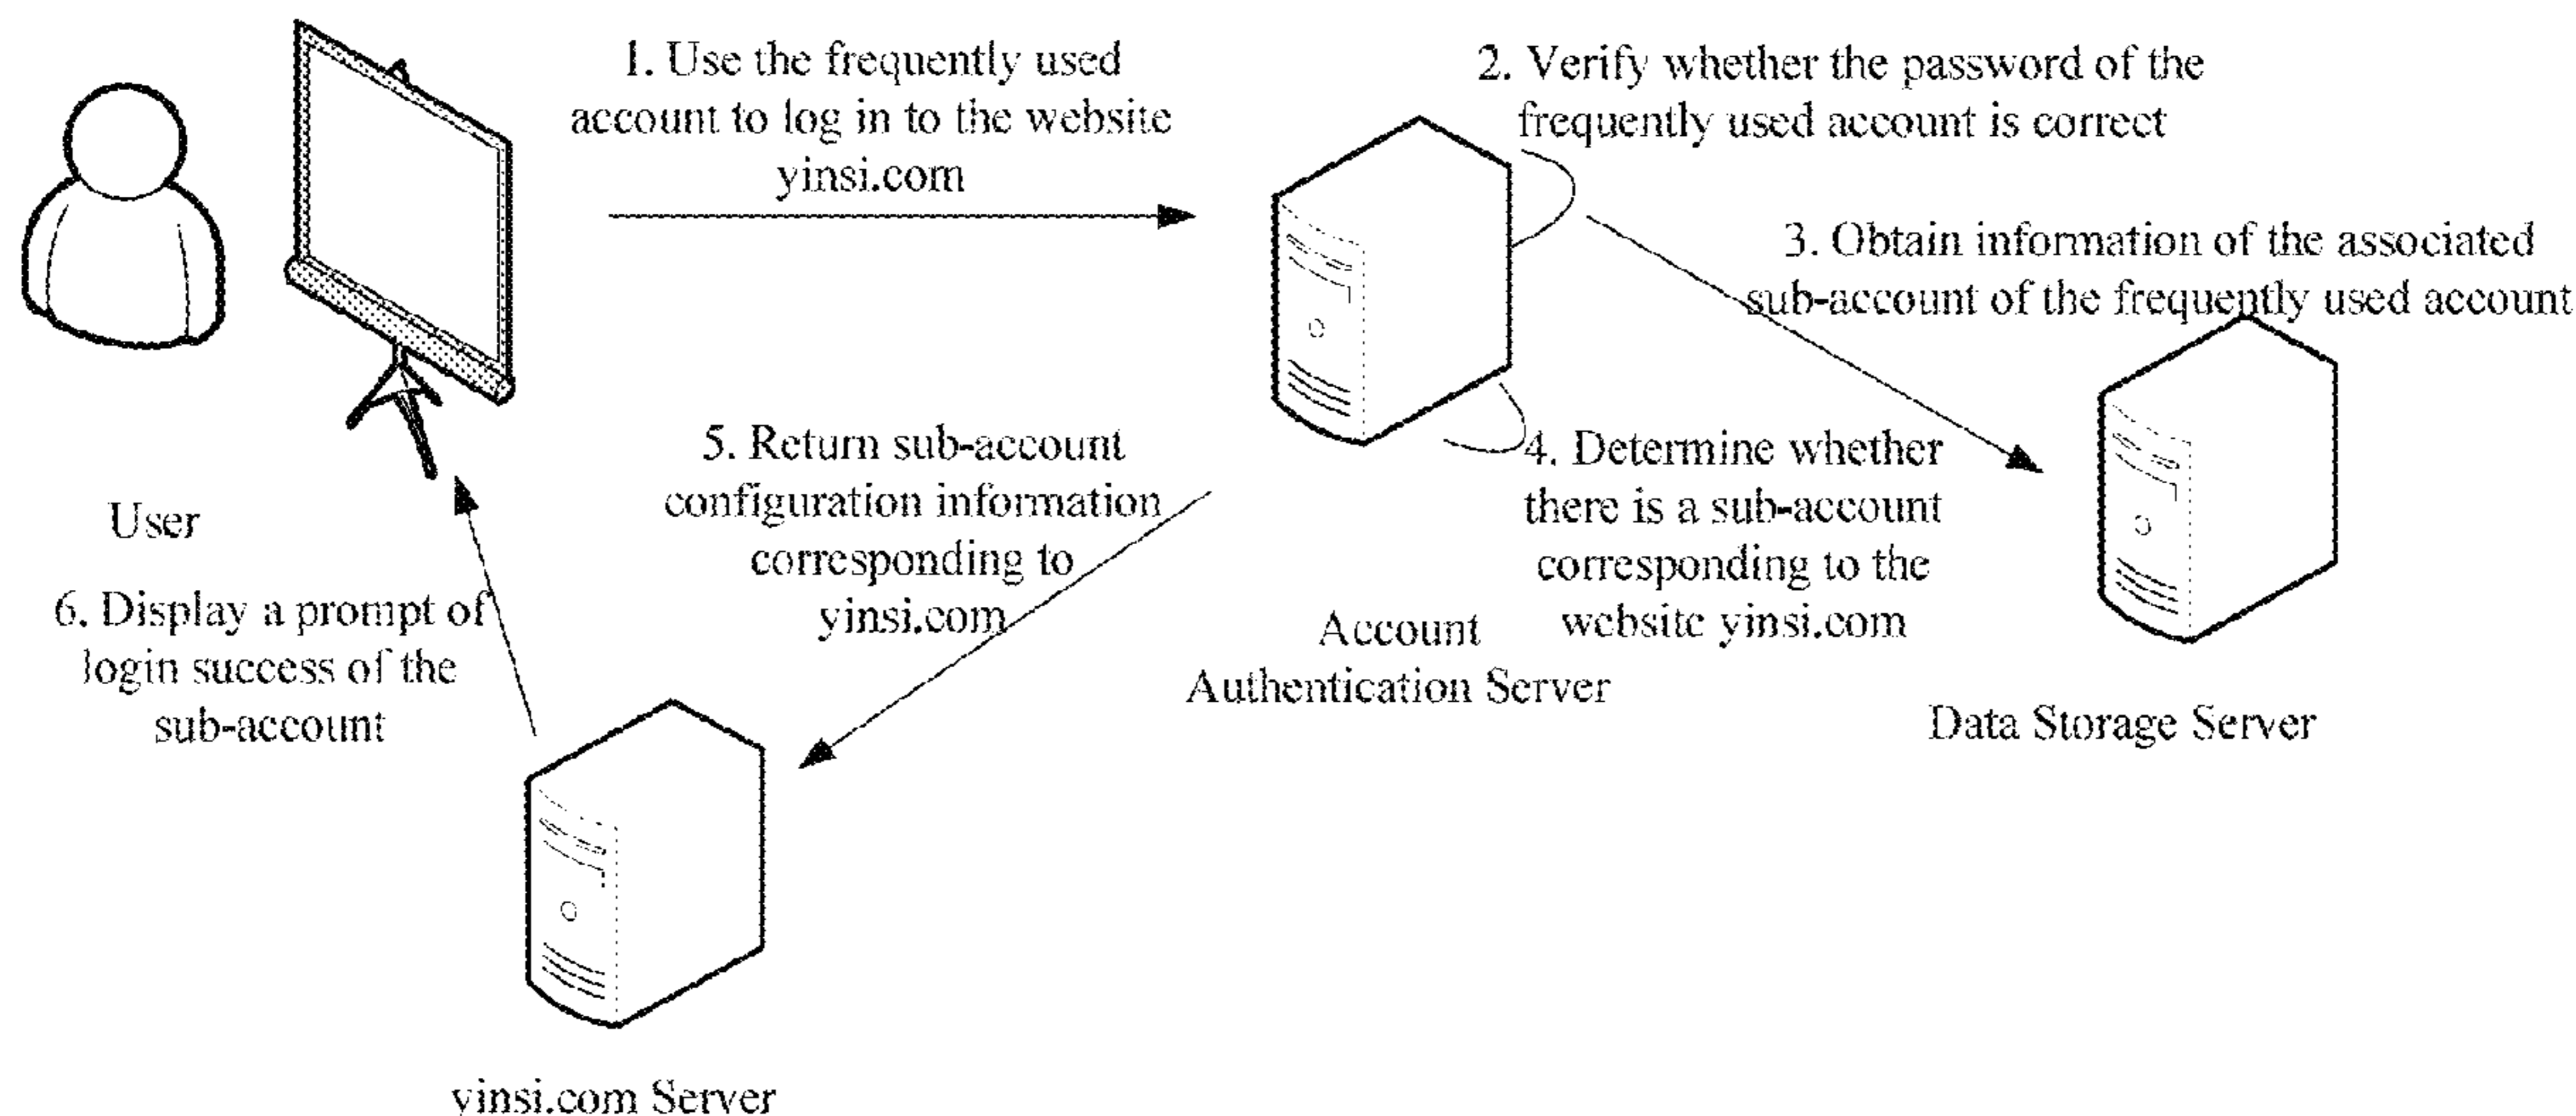 1. Use the frequently used
account to log in to the website
yinsi.com
2. Verify whether the password of the
frequently used account is correct
3. Obtain information of the associated
sub-account of the frequently used account
4. Determine whether
there is a sub-account
corresponding to the
website yinsi.com
5. Return sub-account
configuration information
corresponding to
yinsi.com
User
6. Display a prompt of
login success of the
sub-account
Account
Authentication Server
Data Storage Server
yinsi.com Server